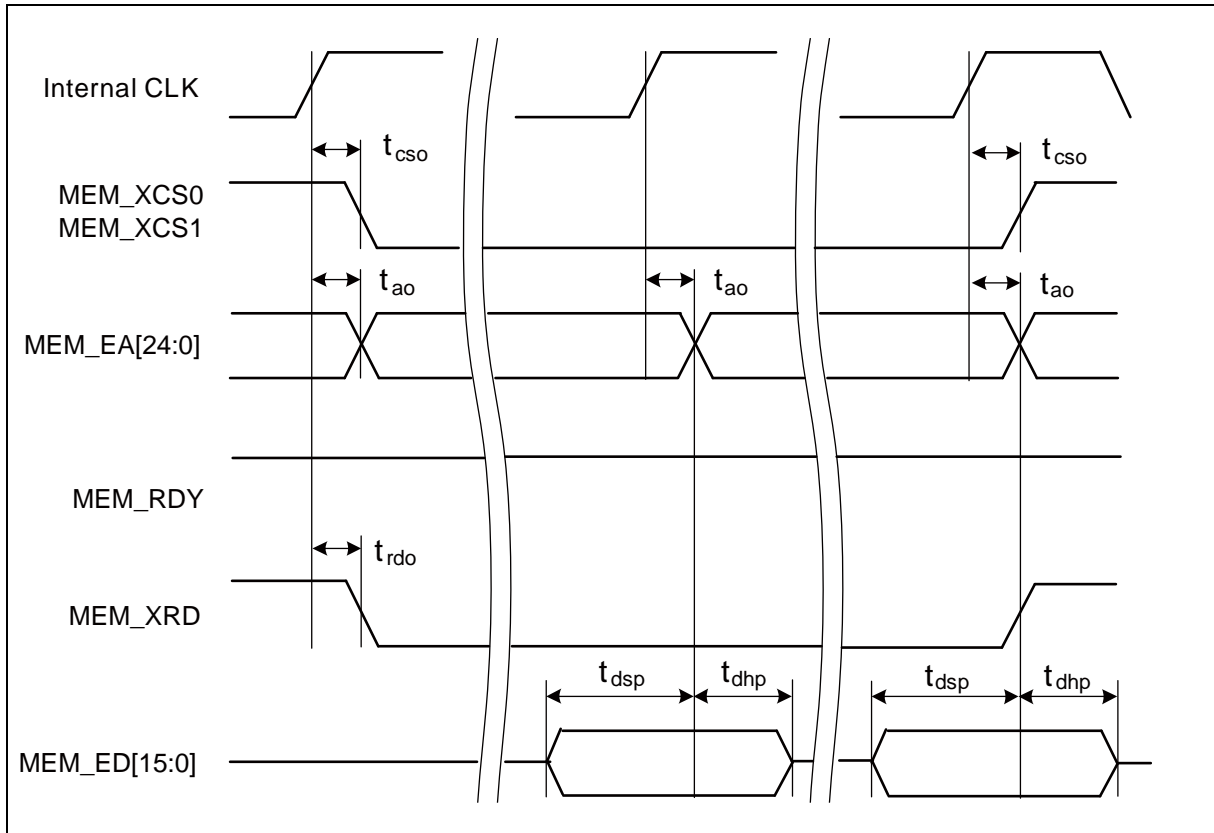 Internal CLK
tcso
tcso
MEM_XCS0
MEM_XCS1
tao
tao
tao
MEM_EA[24:0]
MEM_RDY
trdo
MEM_XRD
tdsp
tdhp
tdsp
tdhp
MEM_ED[15:0]